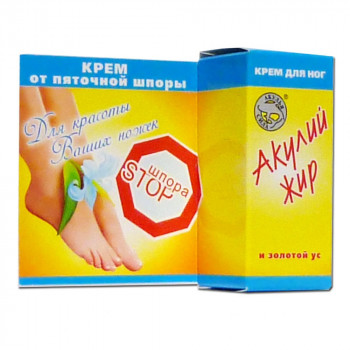 КРЕМ
ОТ ПЯТОЧНОЙ ШПОРЫ
Для красоты
Ваших ножек
шпора
STOP
КРЕМ ДЛЯ НОГ
Акулий
жир
и золотой ус